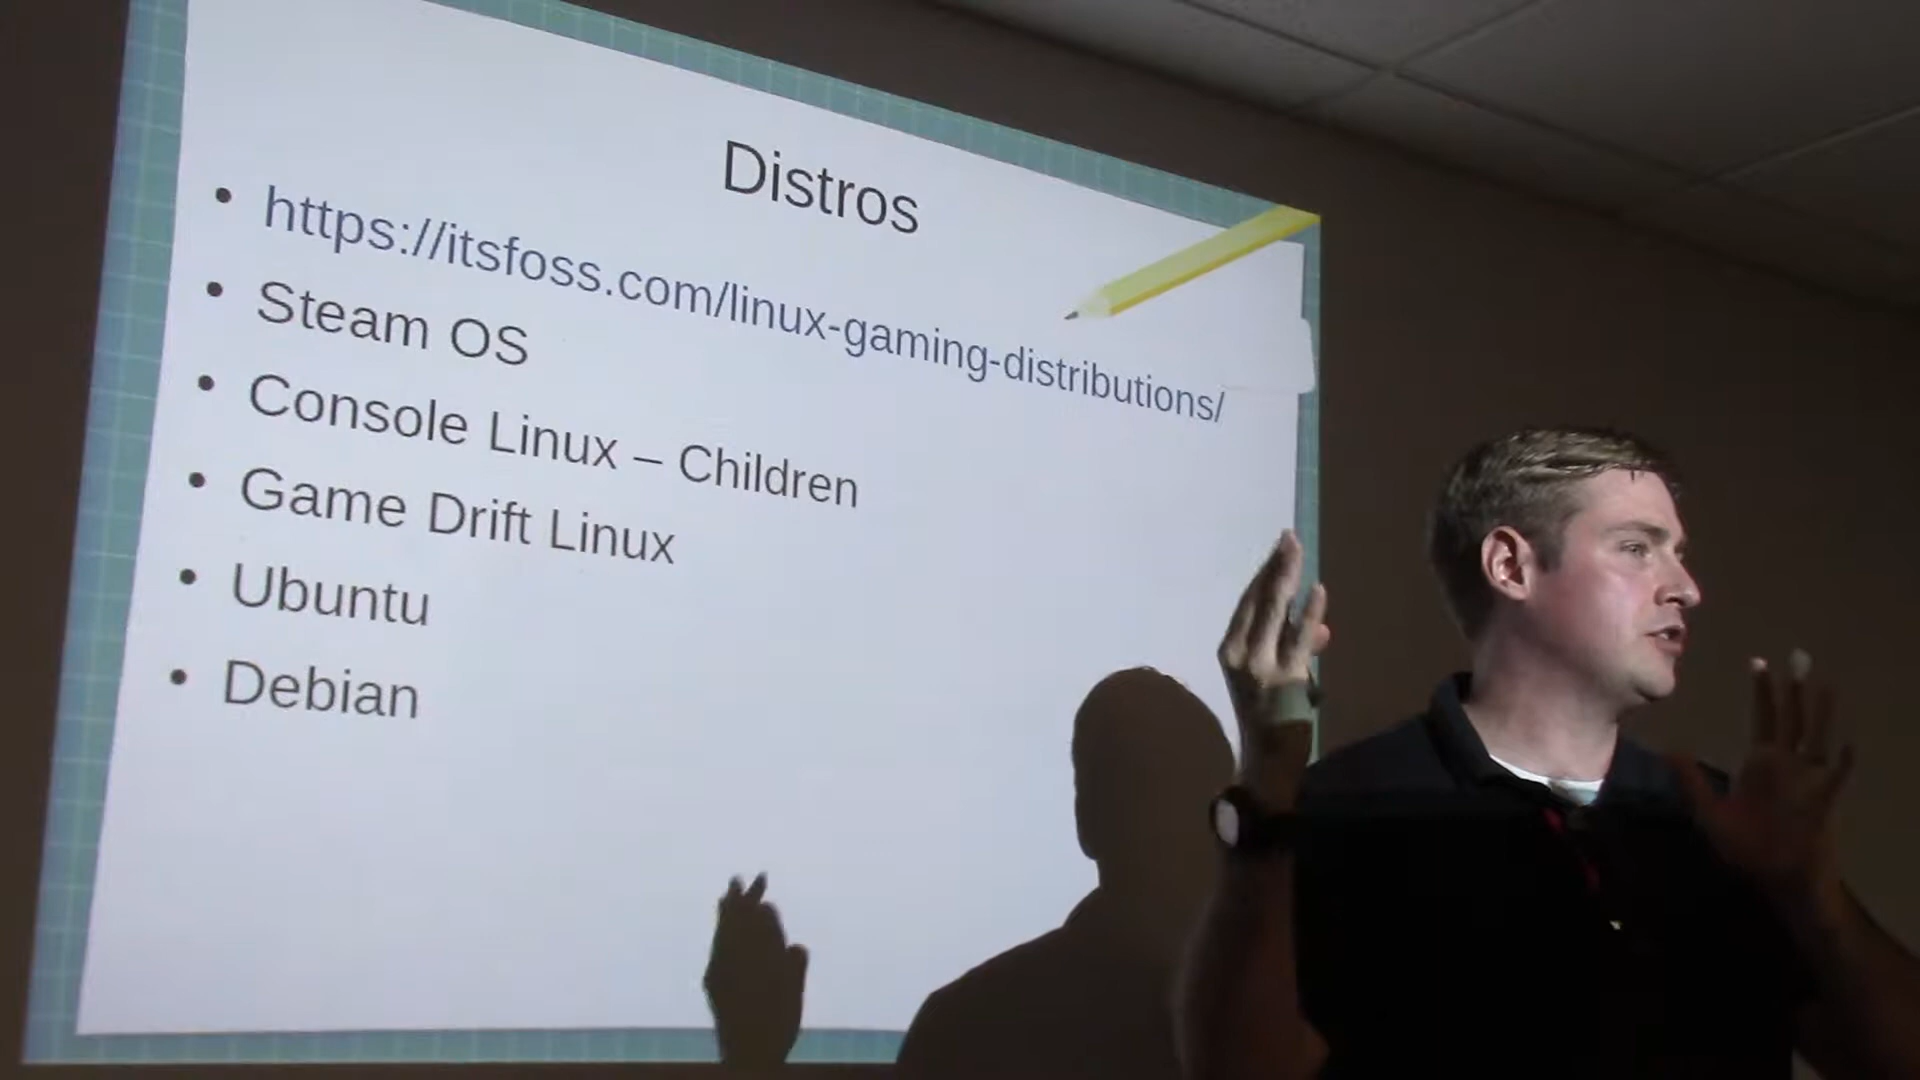 Distros
• https://itsfoss.com/linux-gaming-distributions/
• Steam OS
• Console Linux – Children
• Game Drift Linux
• Ubuntu
• Debian